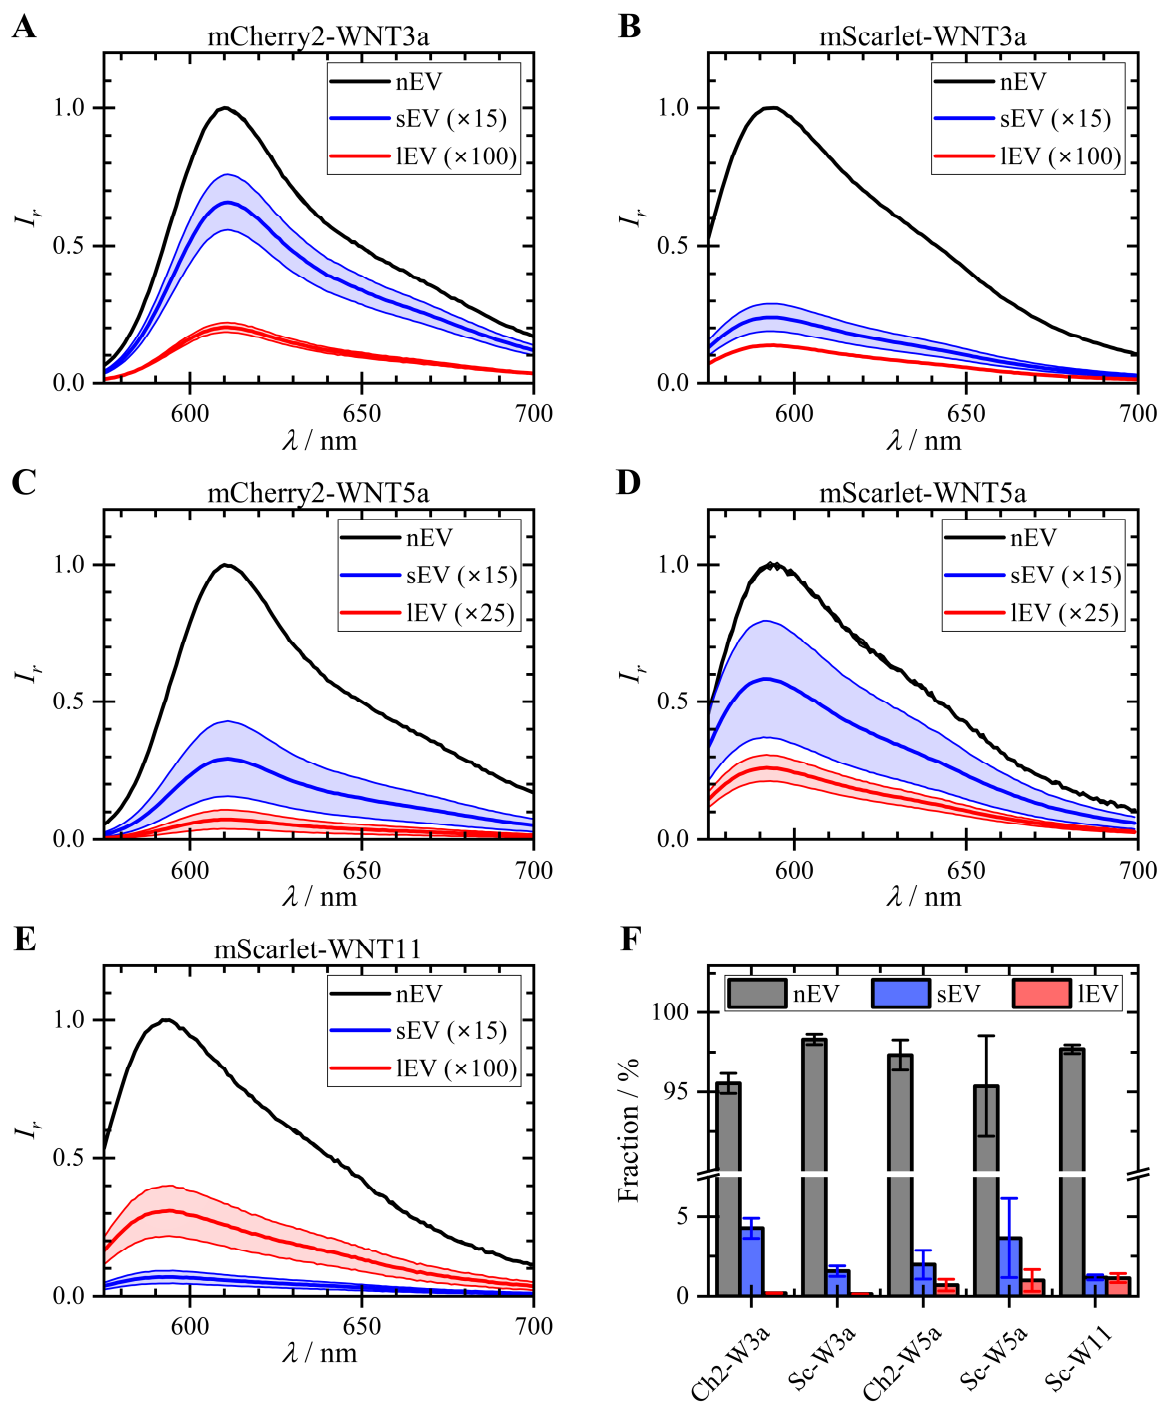 A
mCherry2-WNT3a
nEV
sEV (×15)
lEV (×100)
1.0
0.5
0.0
I_r
600
650
700
λ / nm
B
mScarlet-WNT3a
nEV
sEV (×15)
lEV (×100)
1.0
0.5
0.0
I_r
600
650
700
λ / nm
C
mCherry2-WNT5a
nEV
sEV (×15)
lEV (×25)
1.0
0.5
0.0
I_r
600
650
700
λ / nm
D
mScarlet-WNT5a
nEV
sEV (×15)
lEV (×25)
1.0
0.5
0.0
I_r
600
650
700
λ / nm
E
mScarlet-WNT11
nEV
sEV (×15)
lEV (×100)
1.0
0.5
0.0
I_r
600
650
700
λ / nm
F
nEV sEV lEV
100
95
5
0
Fraction / %
Ch2-W3a
Sc-W3a
Ch2-W5a
Sc-W5a
Sc-W11